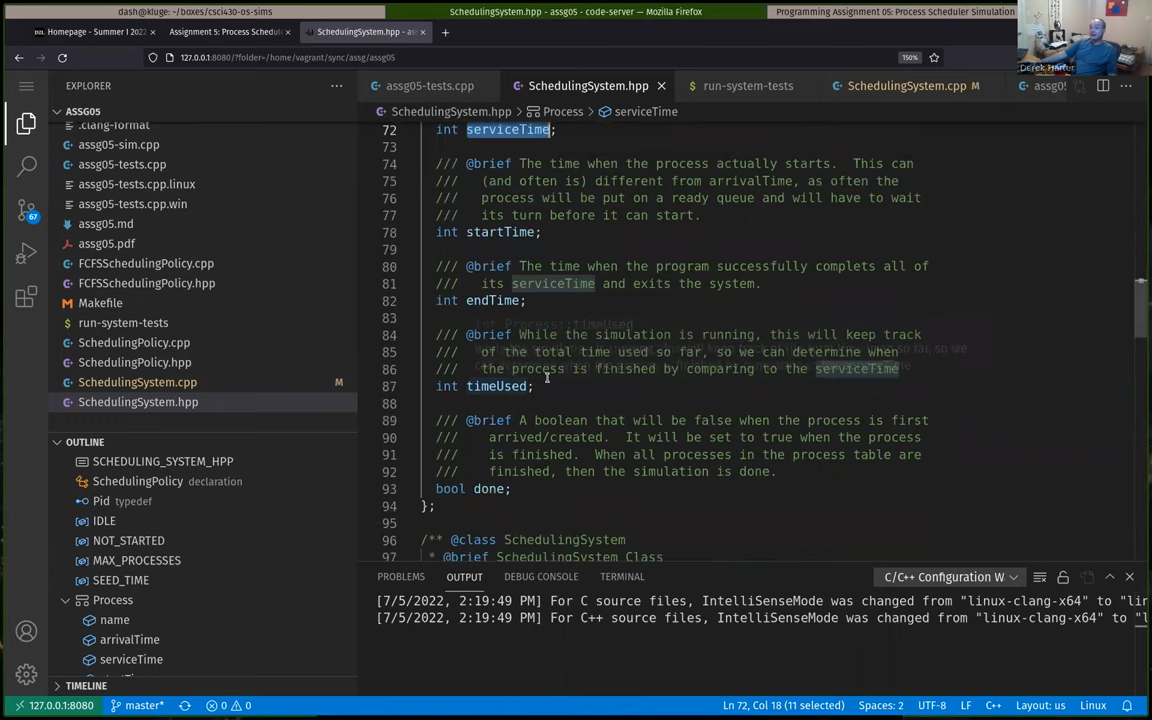 dash@kluge: ~/boxes/csci430-os-sims
SchedulingSystem.hpp - assg05 - code-server — Mozilla Firefox
Programming Assignment 05: Process Scheduler Simulation
Homepage - Summer I 2022
Assignment 5: Process Schedule
SchedulingSystem.hpp - ass
127.0.0.1:8080/?folder=/home/vagrant/sync/assg/assg05
150%
Derek Harter
EXPLORER
assg05-tests.cpp
SchedulingSystem.hpp
run-system-tests
SchedulingSystem.cpp M
assg05
ASSG05
SchedulingSystem.hpp > Process > serviceTime
.clang-format
assg05-sim.cpp
assg05-tests.cpp
assg05-tests.cpp.linux
assg05-tests.cpp.win
assg05.md
assg05.pdf
FCFSSchedulingPolicy.cpp
FCFSSchedulingPolicy.hpp
Makefile
run-system-tests
SchedulingPolicy.cpp
SchedulingPolicy.hpp
SchedulingSystem.cpp M
SchedulingSystem.hpp
67
OUTLINE
SCHEDULING_SYSTEM_HPP
SchedulingPolicy declaration
Pid typedef
IDLE
NOT_STARTED
MAX_PROCESSES
SEED_TIME
Process
name
arrivalTime
serviceTime
TIMELINE
72 int serviceTime;
73
74 /// @brief The time when the process actually starts. This can
75 /// (and often is) different from arrivalTime, as often the
76 /// process will be put on a ready queue and will have to wait
77 /// its turn before it can start.
78 int startTime;
79
80 /// @brief The time when the program successfully complets all of
81 /// its serviceTime and exits the system.
82 int endTime;
83
84 /// @brief While the simulation is running, this will keep track
85 /// of the total time used so far, so we can determine when
86 /// the process is finished by comparing to the serviceTime
87 int timeUsed;
88
89 /// @brief A boolean that will be false when the process is first
90 /// arrived/created. It will be set to true when the process
91 /// is finished. When all processes in the process table are
92 /// finished, then the simulation is done.
93 bool done;
94 };
95
96 /** @class SchedulingSystem
97 * @brief SchedulingSystem Class
int Process::timeUsed
PROBLEMS OUTPUT DEBUG CONSOLE TERMINAL
C/C++ Configuration W
[7/5/2022, 2:19:49 PM] For C source files, IntelliSenseMode was changed from "linux-clang-x64" to "lin
[7/5/2022, 2:19:49 PM] For C++ source files, IntelliSenseMode was changed from "linux-clang-x64" to "l
127.0.0.1:8080 master* 0 0
Ln 72, Col 18 (11 selected) Spaces: 2 UTF-8 LF C++ Layout: us Linux